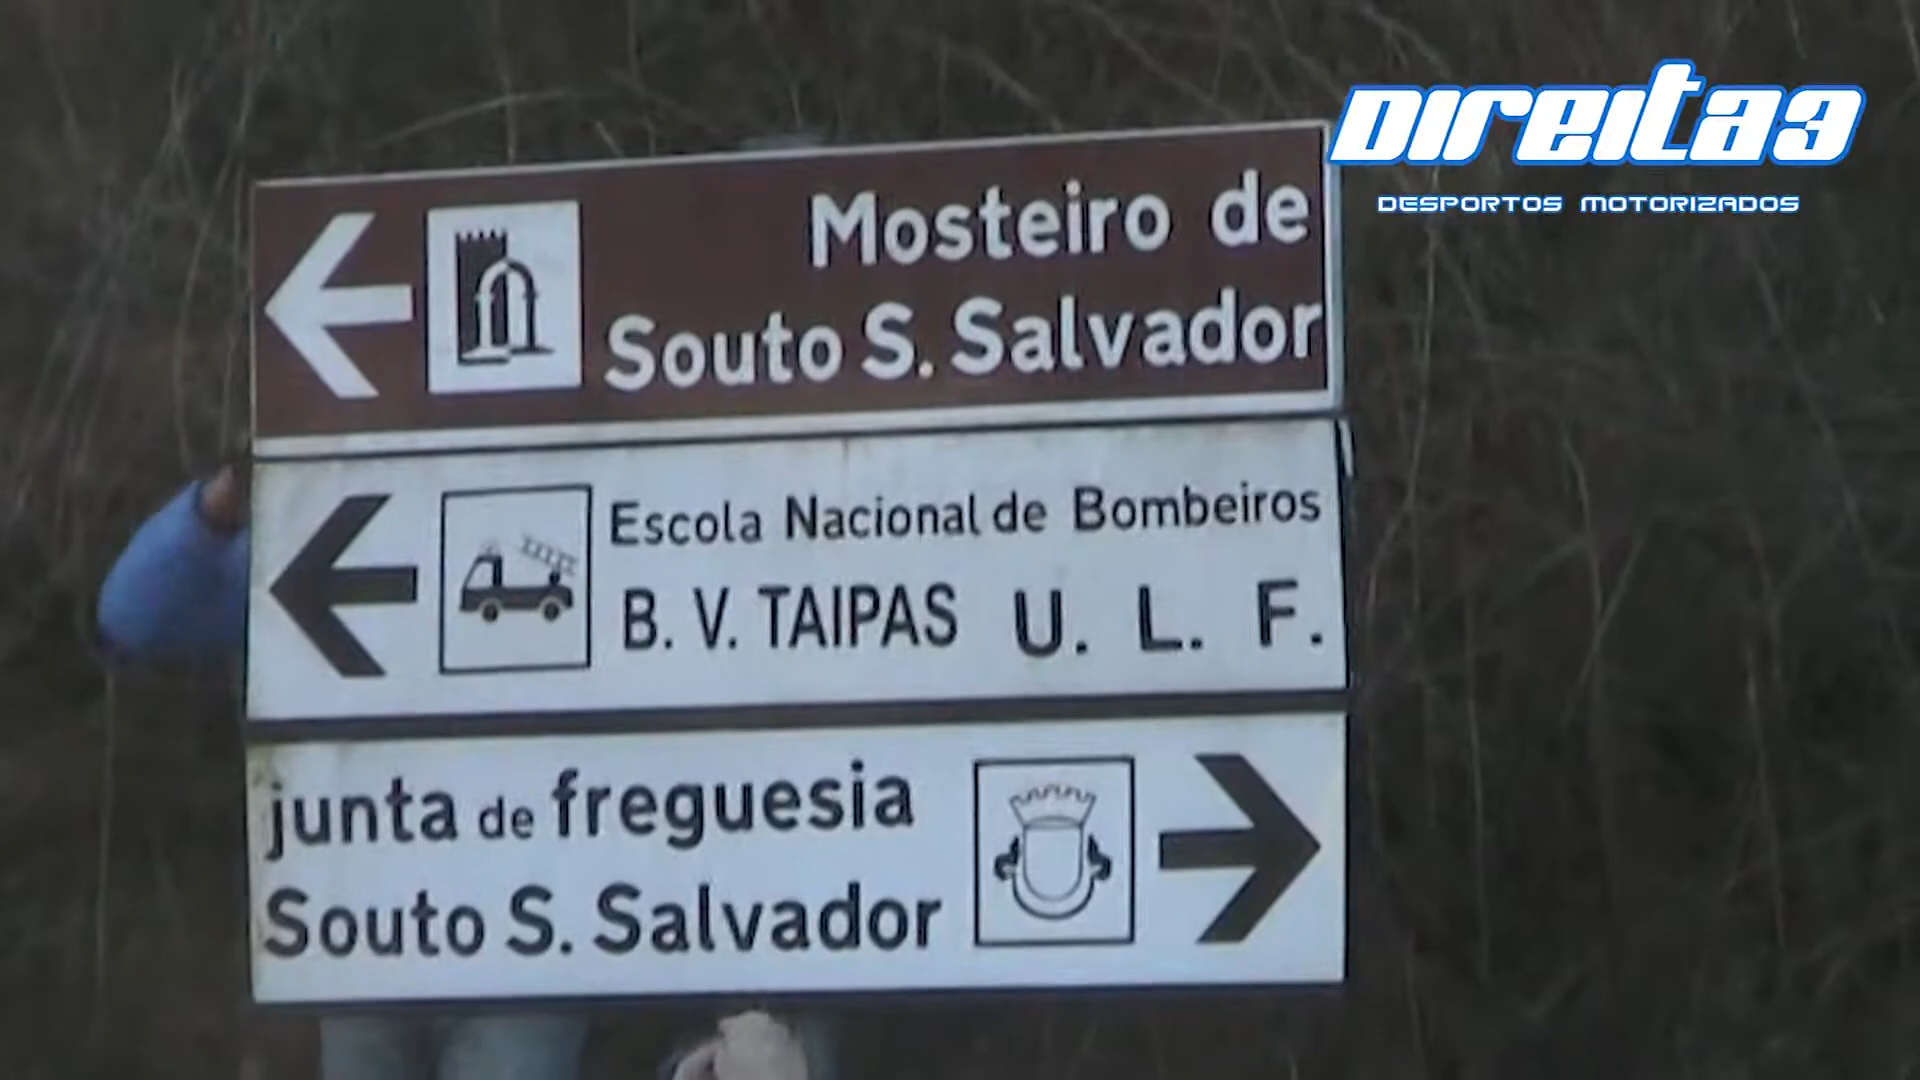 DIREITA3
DESPORTOS MOTORIZADOS
Mosteiro de
Souto S. Salvador
Escola Nacional de Bombeiros
B. V. TAIPAS U. L. F.
junta de freguesia
Souto S. Salvador